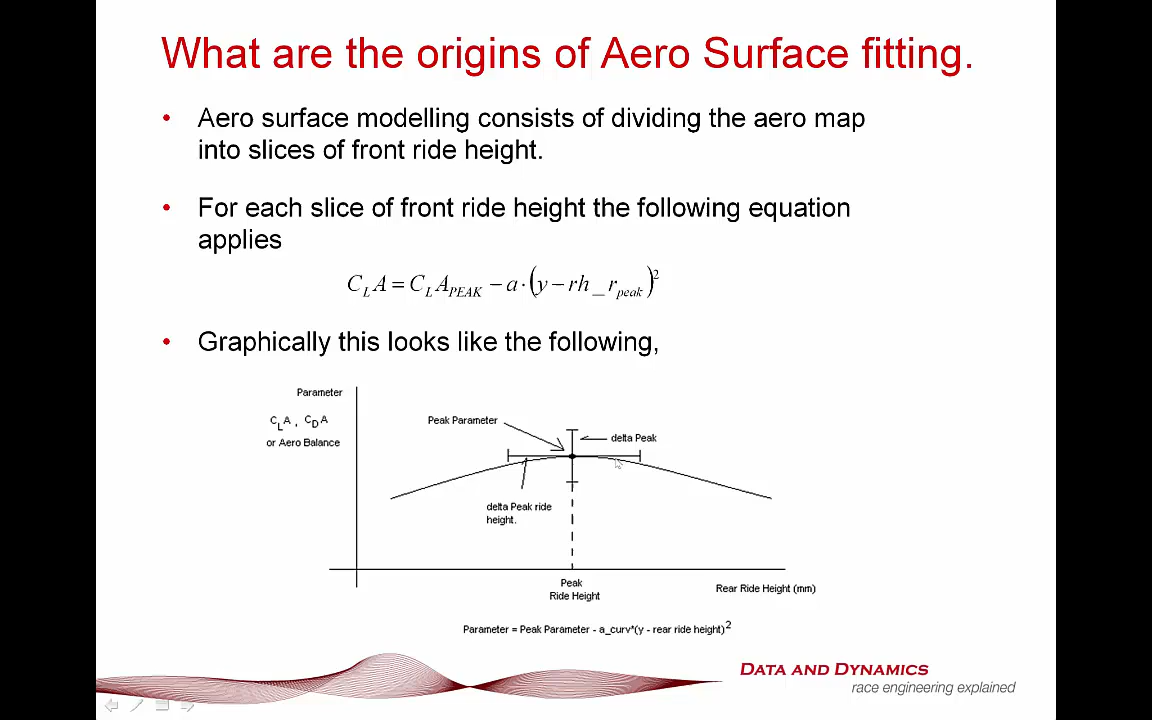 What are the origins of Aero Surface fitting.
• Aero surface modelling consists of dividing the aero map
into slices of front ride height.
• For each slice of front ride height the following equation
applies
C_L A = C_L A_PEAK − a · (y − rh _ r_peak)^2
• Graphically this looks like the following,
Parameter
C_L A , C_D A
or Aero Balance
Peak Parameter
delta Peak
delta Peak ride
height.
Peak
Ride Height
Rear Ride Height (mm)
Parameter = Peak Parameter - a_curv*(y - rear ride height)^2
DATA AND DYNAMICS
race engineering explained